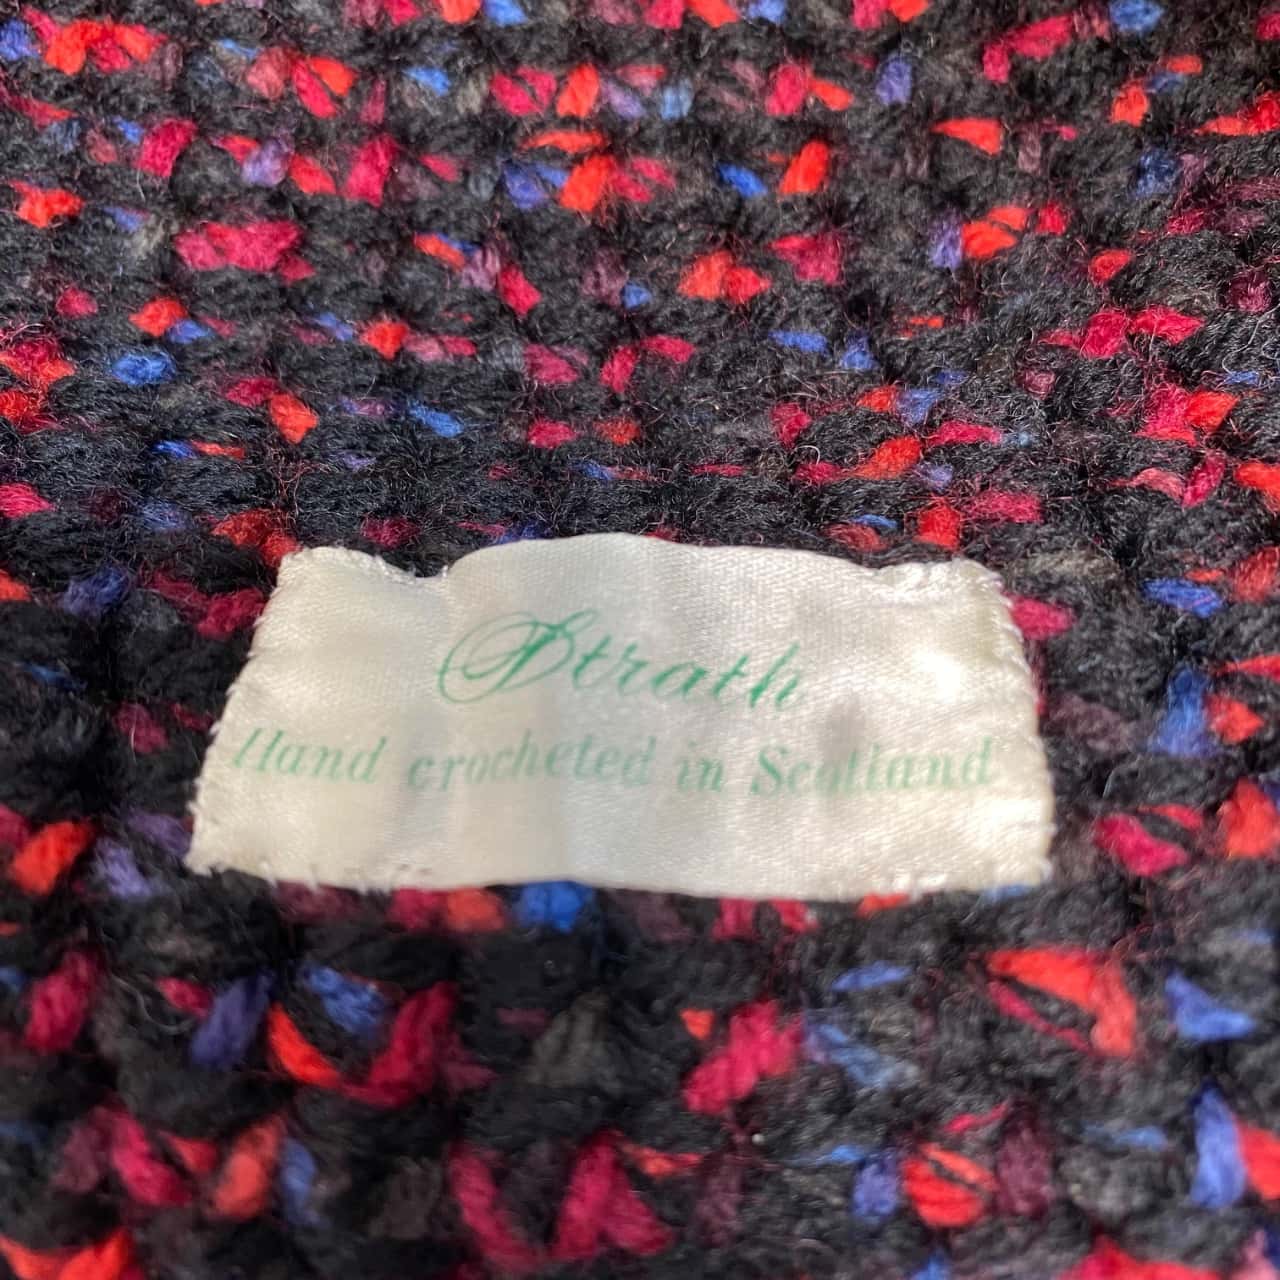 Strath
Hand crocheted in Scotland